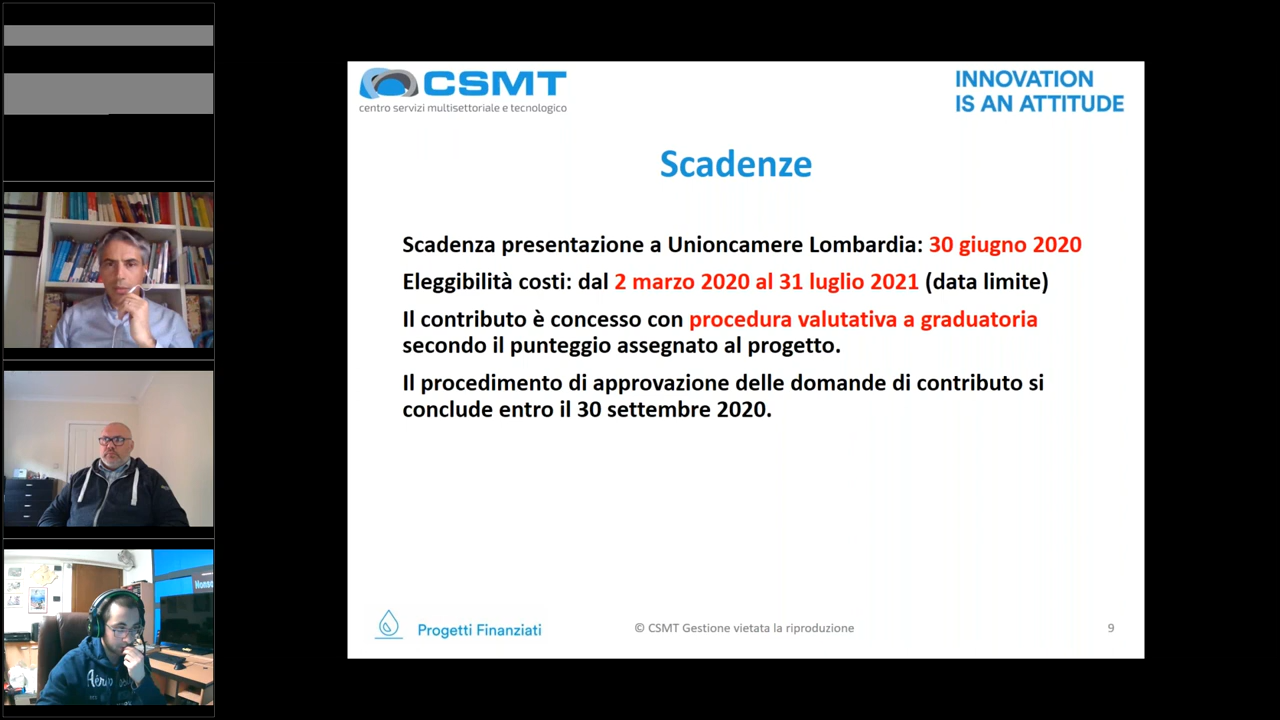 CSMT
centro servizi multisettoriale e tecnologico
INNOVATION
IS AN ATTITUDE
Scadenze
Scadenza presentazione a Unioncamere Lombardia: 30 giugno 2020
Eleggibilità costi: dal 2 marzo 2020 al 31 luglio 2021 (data limite)
Il contributo è concesso con procedura valutativa a graduatoria
secondo il punteggio assegnato al progetto.
Il procedimento di approvazione delle domande di contributo si
conclude entro il 30 settembre 2020.
Progetti Finanziati
© CSMT Gestione vietata la riproduzione
9